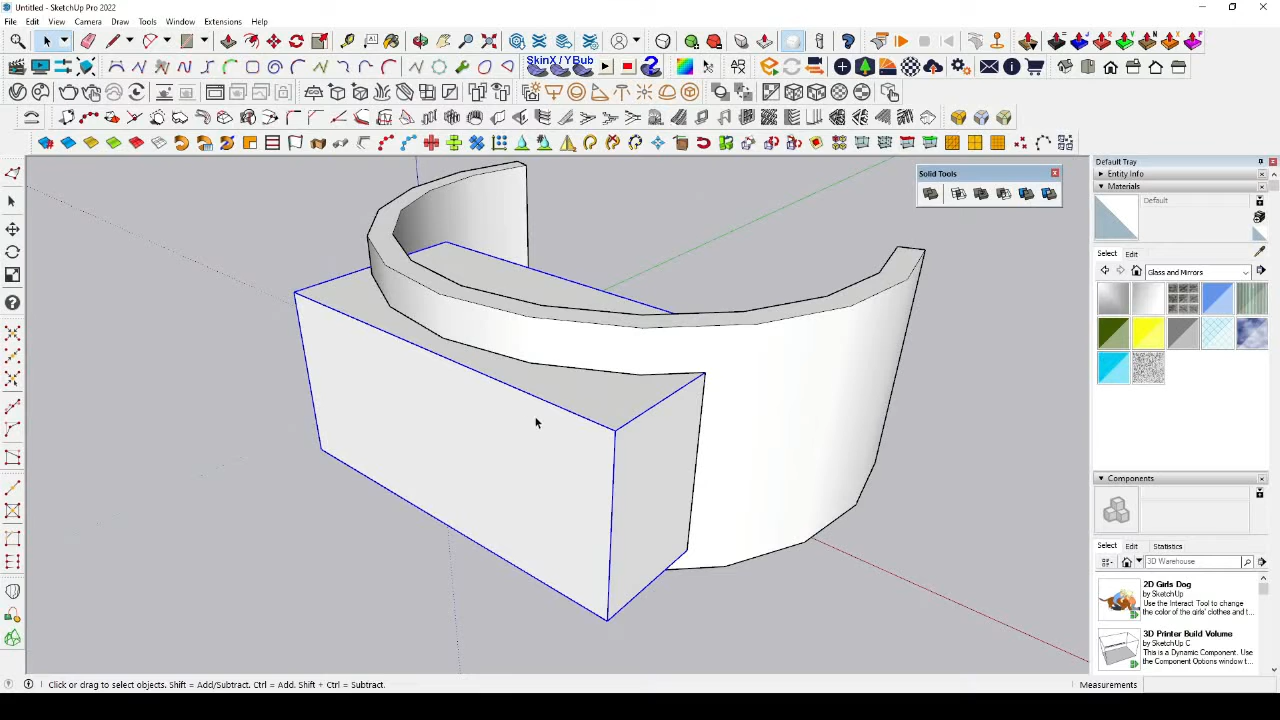 Untitled - SketchUp Pro 2022
File Edit View Camera Draw Tools Window Extensions Help
SkinX / YBub
Solid Tools
Default Tray
Entity Info
Materials
Default
Select Edit
Glass and Mirrors
Components
Select Edit Statistics
3D Warehouse
2D Girls Dog
by SketchUp
Use the Interact Tool to change
the color of the girls' clothes and t...
3D Printer Build Volume
by SketchUp C
This is a Dynamic Component. Use
the Component Options window t...
Click or drag to select objects. Shift = Add/Subtract. Ctrl = Add. Shift + Ctrl = Subtract.
Measurements